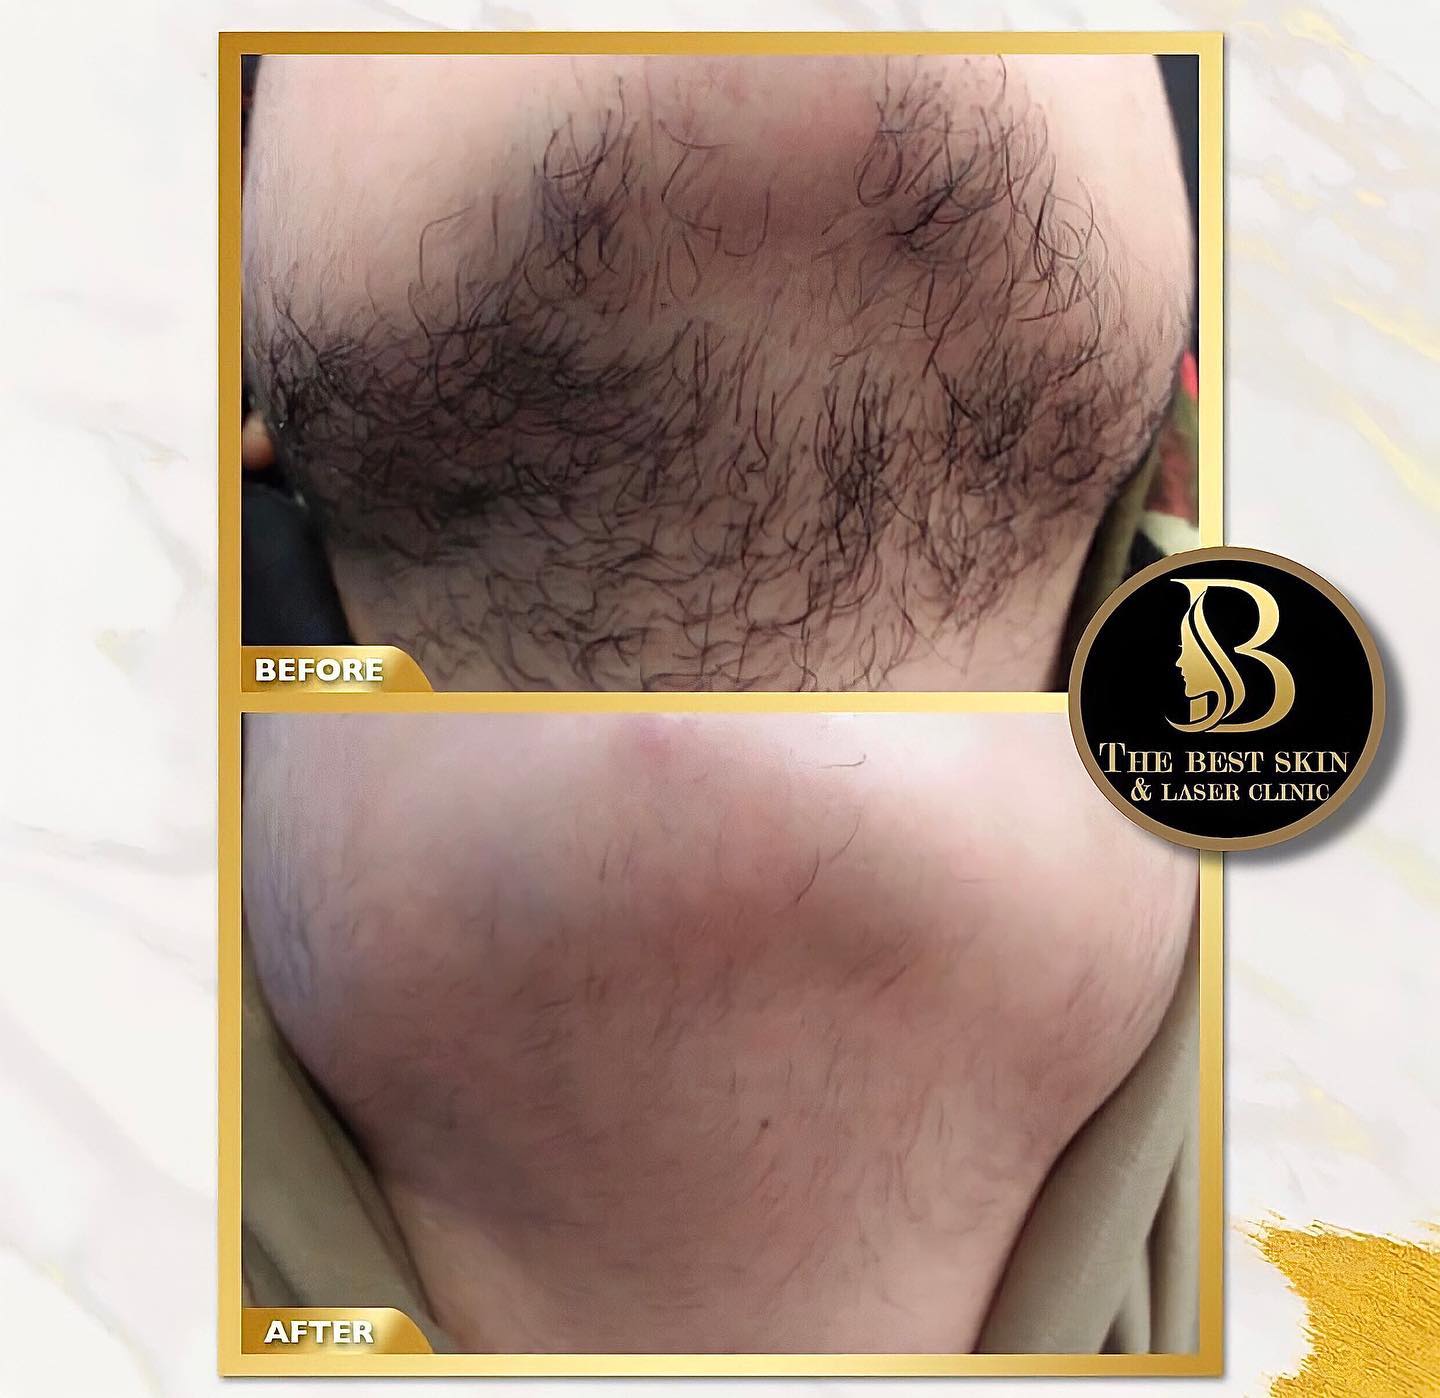 BEFORE
B
THE BEST SKIN
& LASER CLINIC
AFTER